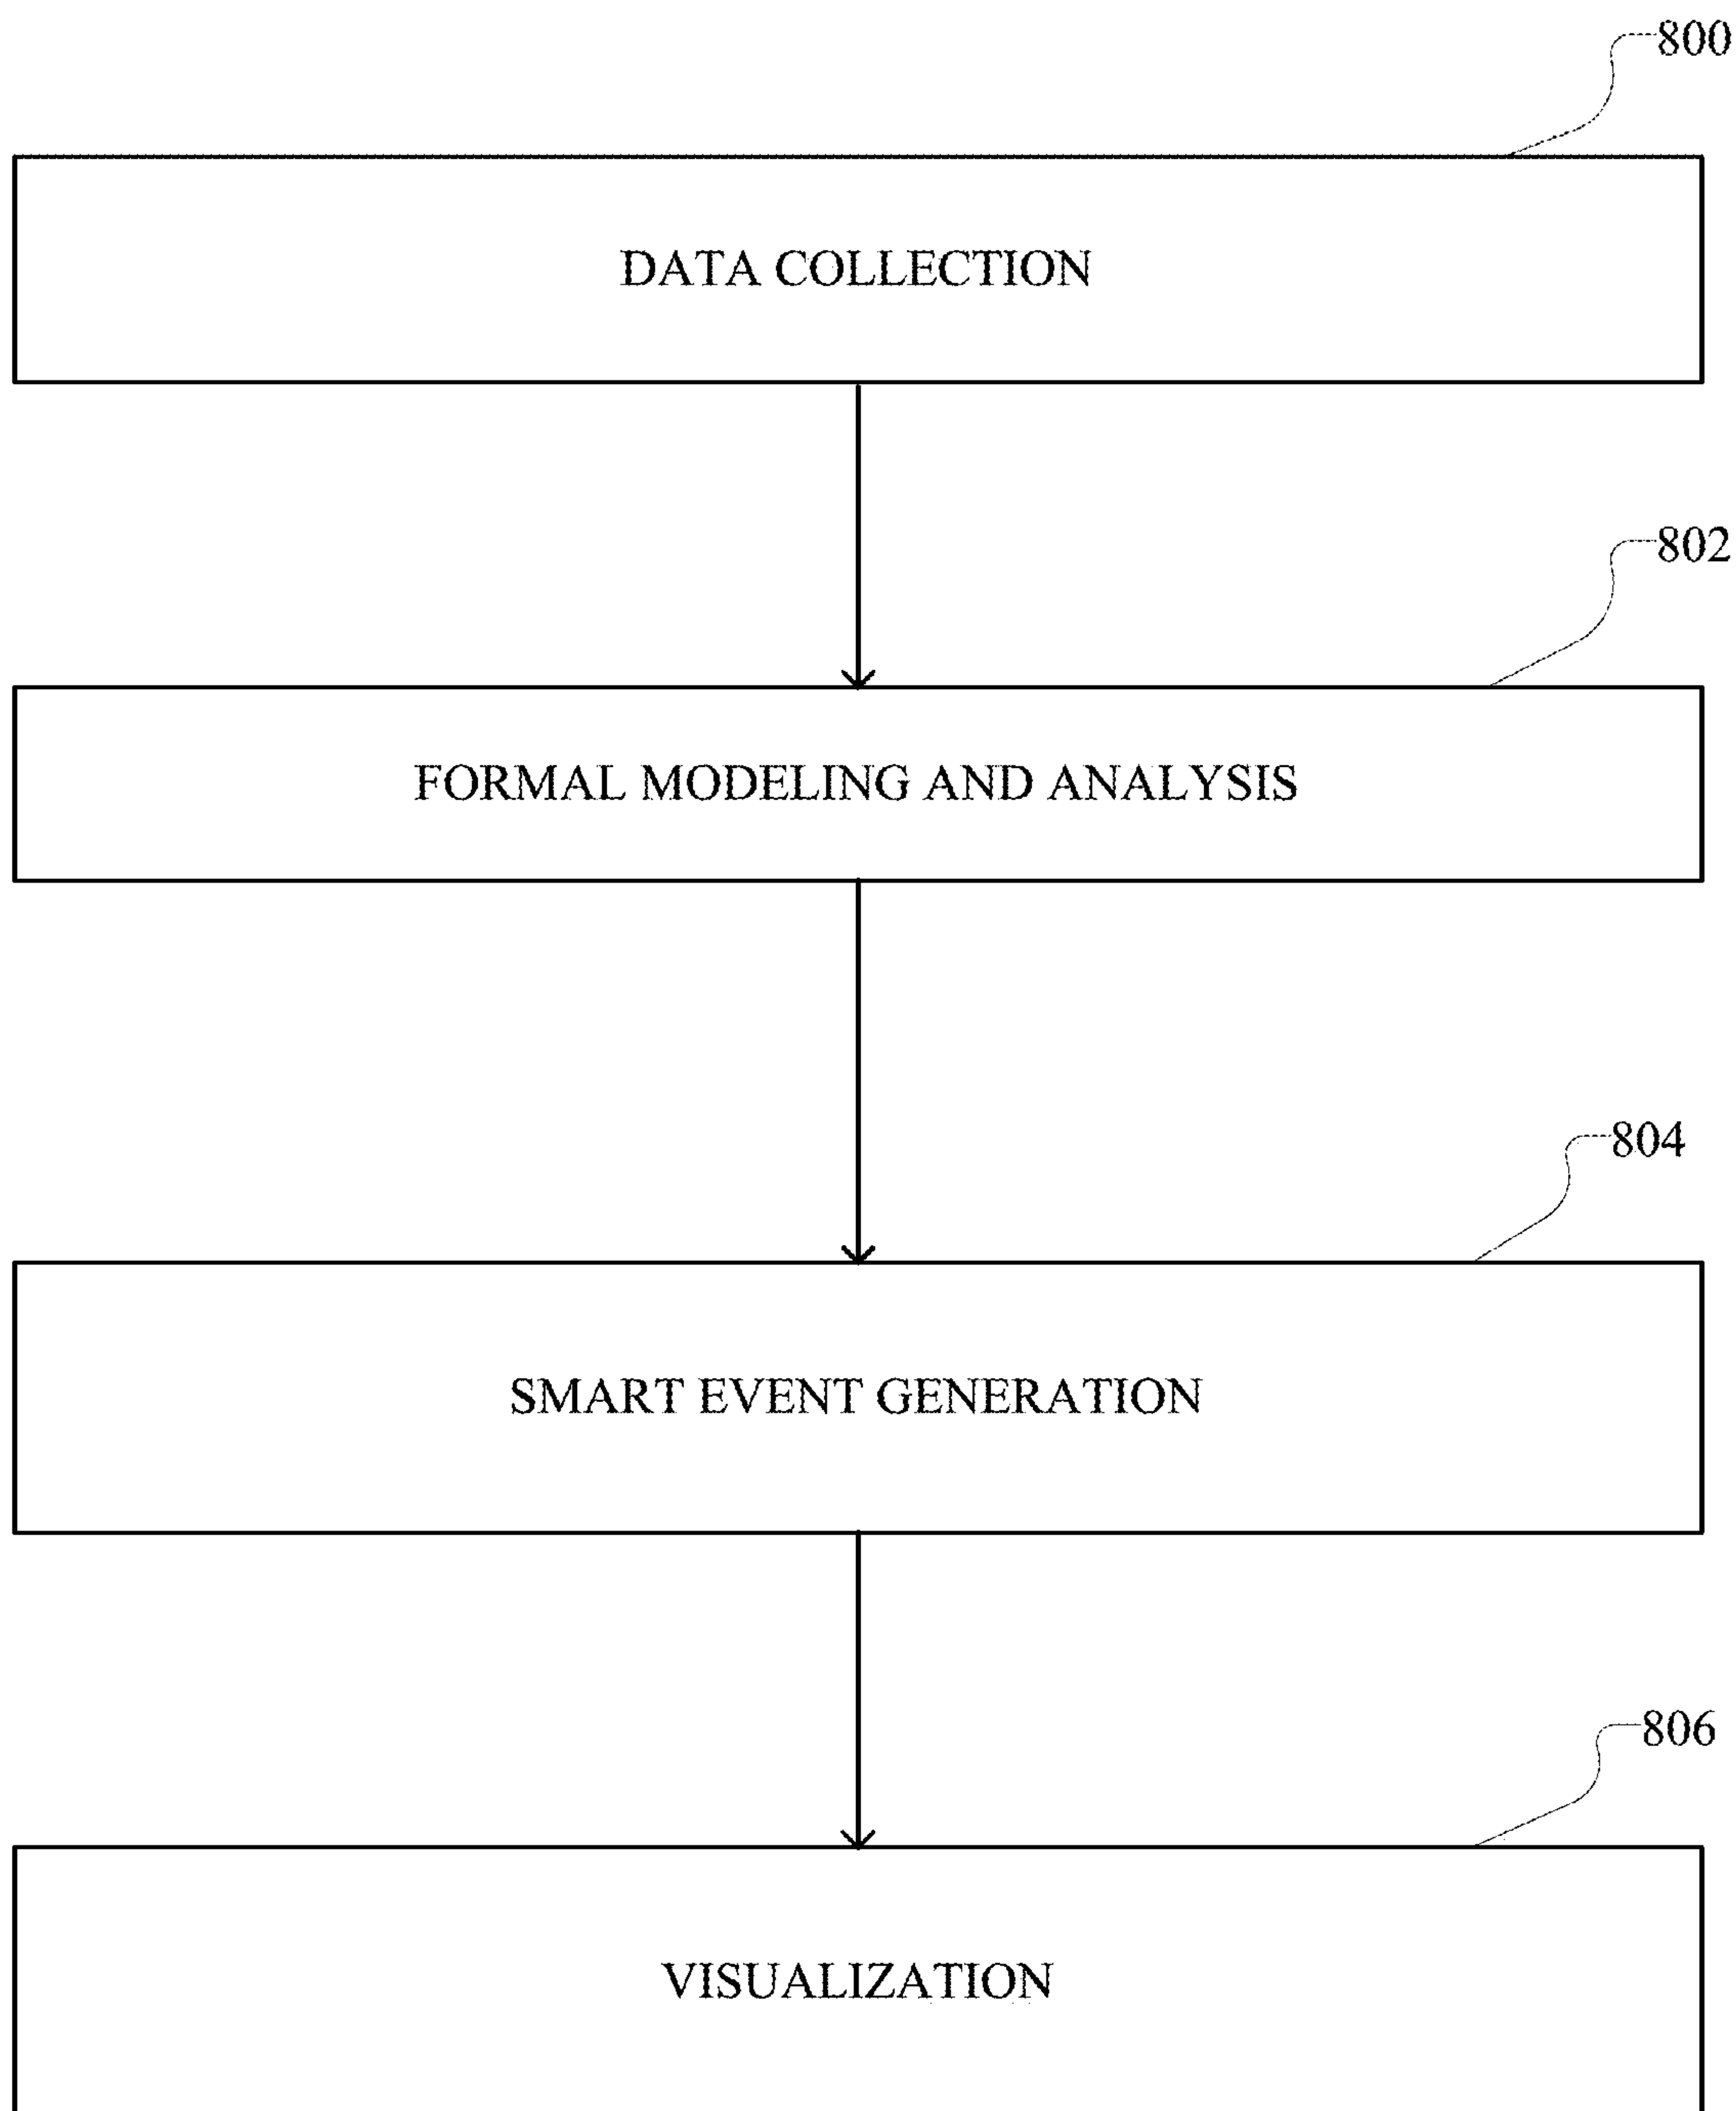 800
DATA COLLECTION
802
FORMAL MODELING AND ANALYSIS
804
SMART EVENT GENERATION
806
VISUALIZATION